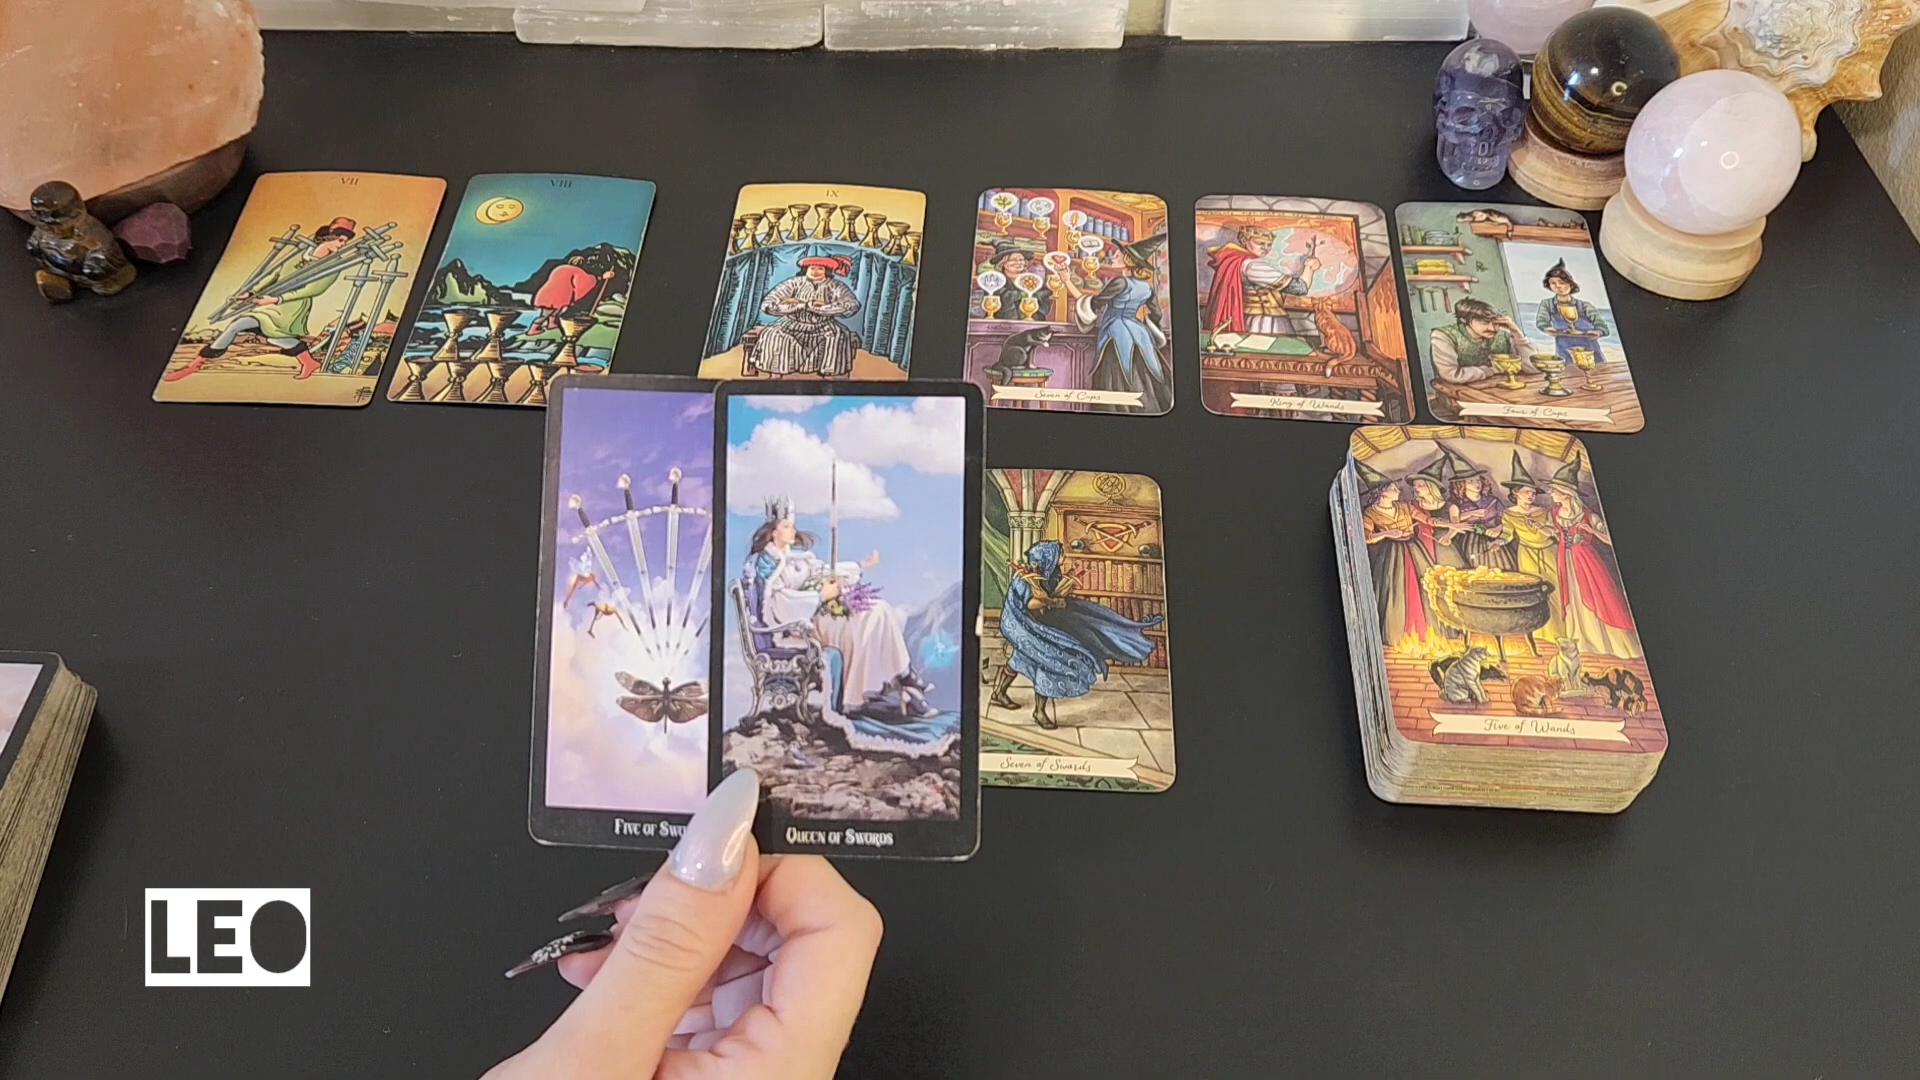 VII
VIII
IX
Seven of Cups
King of Wands
Four of Cups
Five of Wands
Seven of Swords
Five of Swo
Queen of Swords
LEO